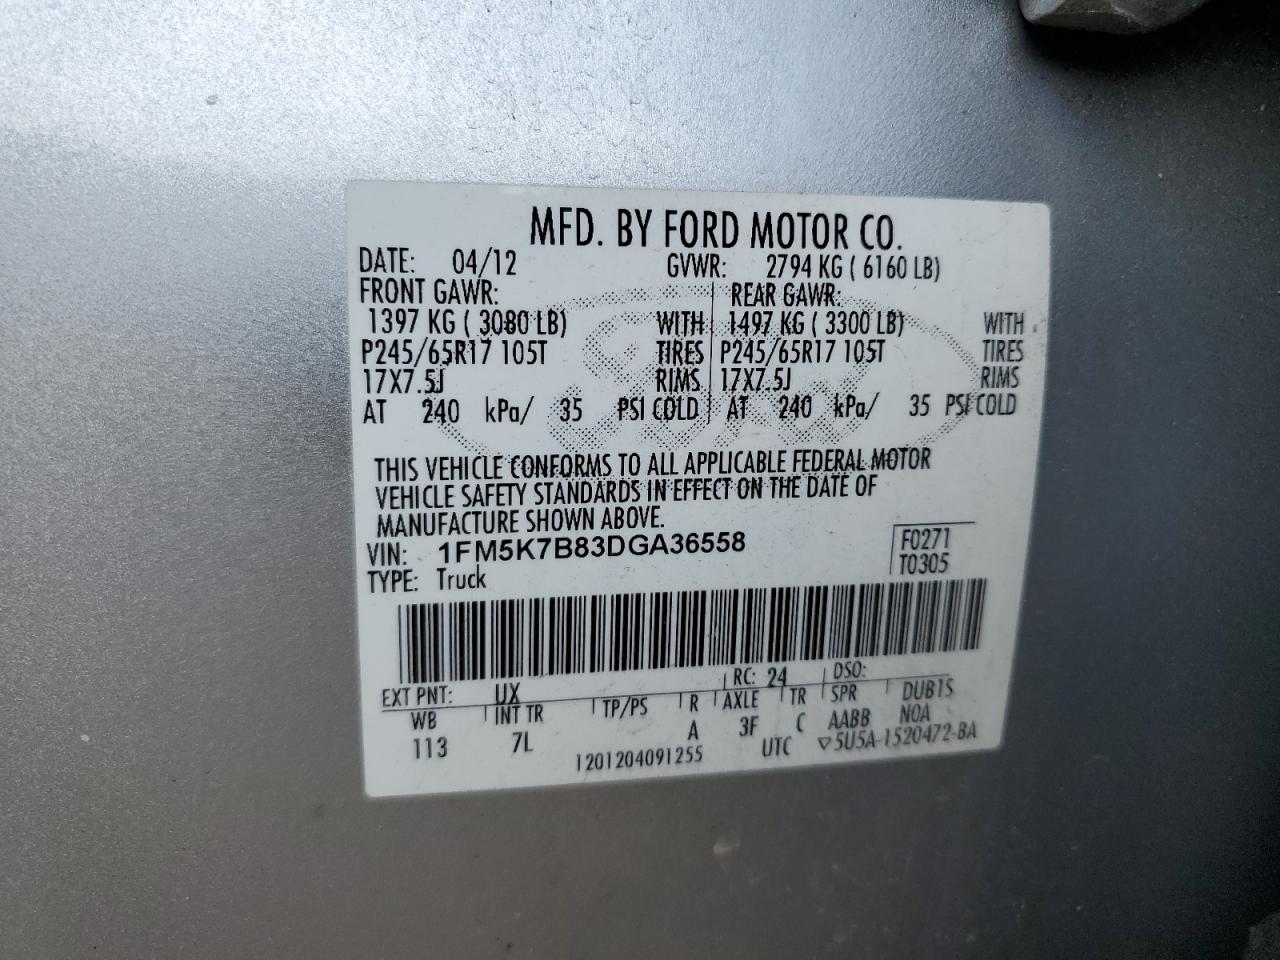 MFD. BY FORD MOTOR CO.
DATE: 04/12 GVWR: 2794 KG ( 6160 LB)
FRONT GAWR: REAR GAWR:
1397 KG ( 3080 LB) WITH 1497 KG ( 3300 LB) WITH
P245/65R17 105T TIRES P245/65R17 105T TIRES
17X7.5J RIMS 17X7.5J RIMS
AT 240 kPa/ 35 PSI COLD AT 240 kPa/ 35 PSI COLD
THIS VEHICLE CONFORMS TO ALL APPLICABLE FEDERAL MOTOR
VEHICLE SAFETY STANDARDS IN EFFECT ON THE DATE OF
MANUFACTURE SHOWN ABOVE.
VIN: 1FM5K7B83DGA36558 F0271
TYPE: Truck T0305
EXT PNT: UX RC: 24 DSO:
WB INT TR TP/PS R AXLE TR SPR DUB1S
113 7L A 3F C AABB NOA
1201204091255 UTC ▽5U5A-1520472-BA